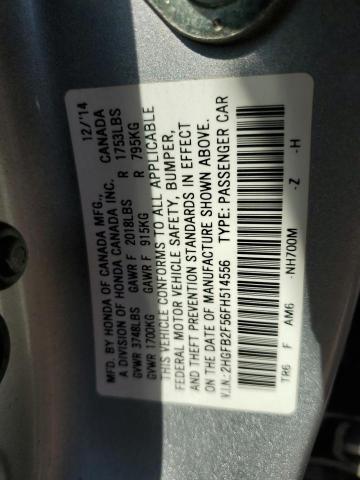 MFD. BY HONDA OF CANADA MFG., 12/'14
A DIVISION OF HONDA CANADA INC. CANADA
GVWR 3748LBS GAWR F 2018LBS R 1753LBS
GVWR 1700KG GAWR F 915KG R 795KG
THIS VEHICLE CONFORMS TO ALL APPLICABLE
FEDERAL MOTOR VEHICLE SAFETY, BUMPER,
AND THEFT PREVENTION STANDARDS IN EFFECT
ON THE DATE OF MANUFACTURE SHOWN ABOVE.
V.I.N.: 2HGFB2F56FH514556 TYPE: PASSENGER CAR
TR6 F AM6 -NH700M -Z -H